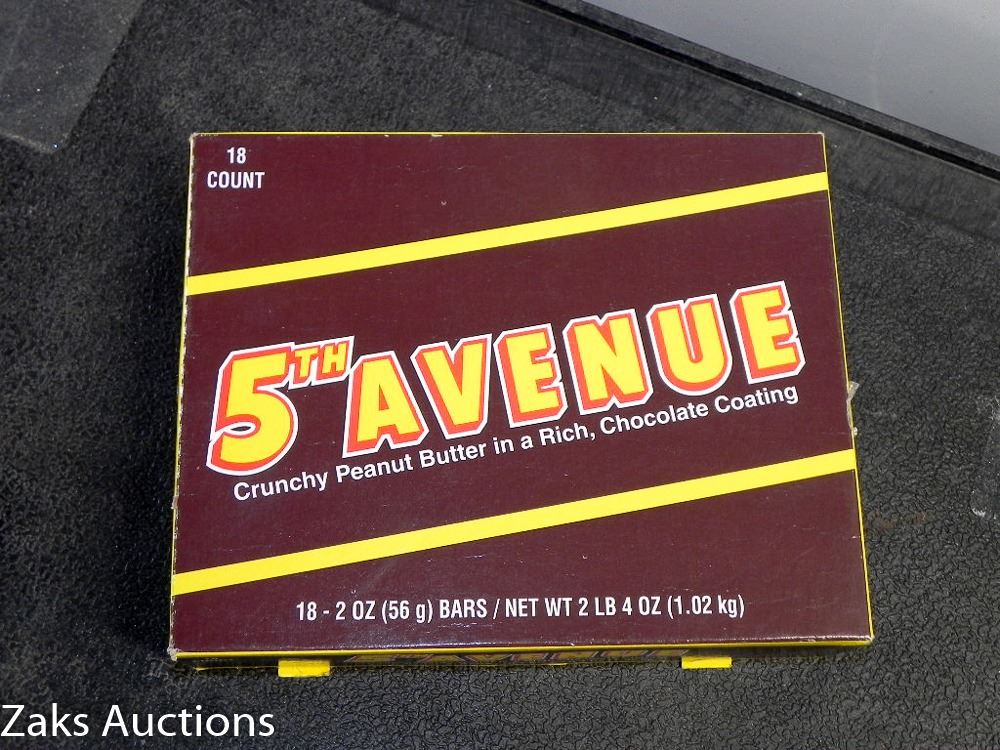 18
COUNT
5TH AVENUE
Crunchy Peanut Butter in a Rich, Chocolate Coating
18 - 2 OZ (56 g) BARS / NET WT 2 LB 4 OZ (1.02 kg)
Zaks Auctions